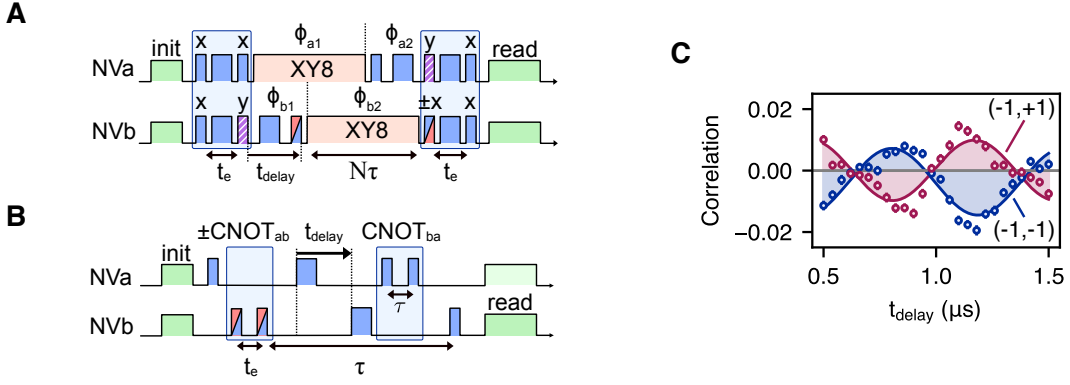 A
init x x ϕa1 ϕa2 y x read
NVa XY8
x y ϕb1 ϕb2 ±x x
NVb XY8
te tdelay Nτ te
B
init ±CNOTab tdelay CNOTba
NVa
τ
NVb read
te τ
C
Correlation
0.02
0.00
−0.02
(-1,+1)
(-1,-1)
0.5 1.0 1.5
tdelay (µs)